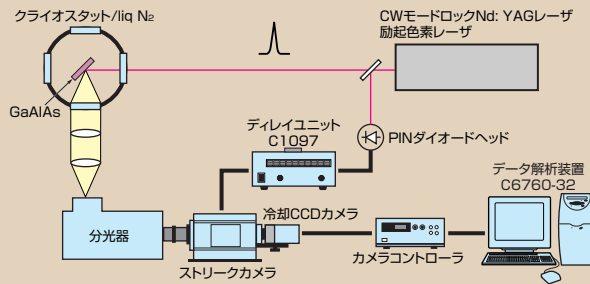 クライオスタット/liq N₂
CWモードロックNd: YAGレーザ
励起色素レーザ
GaAlAs
ディレイユニット
C1097
PINダイオードヘッド
データ解析装置
C6760-32
冷却CCDカメラ
分光器
ストリークカメラ
カメラコントローラ